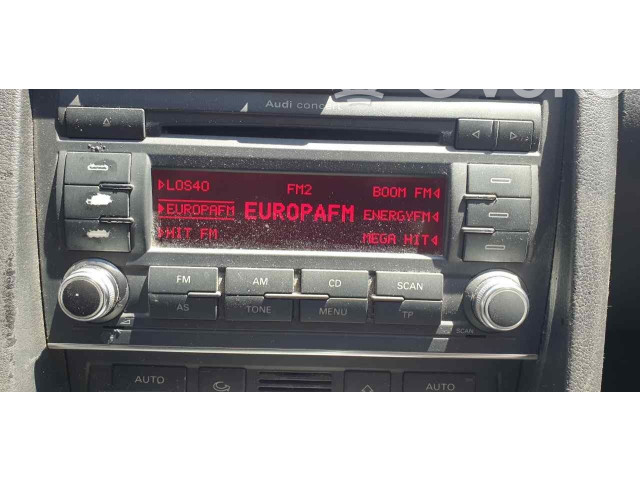 Audi concert
LOS40 FM2 BOOM FM
EUROPAFM EUROPAFM ENERGYFM
HIT FM MEGA HIT
FM AM CD SCAN
AS TONE MENU TP
SCAN
AUTO AUTO